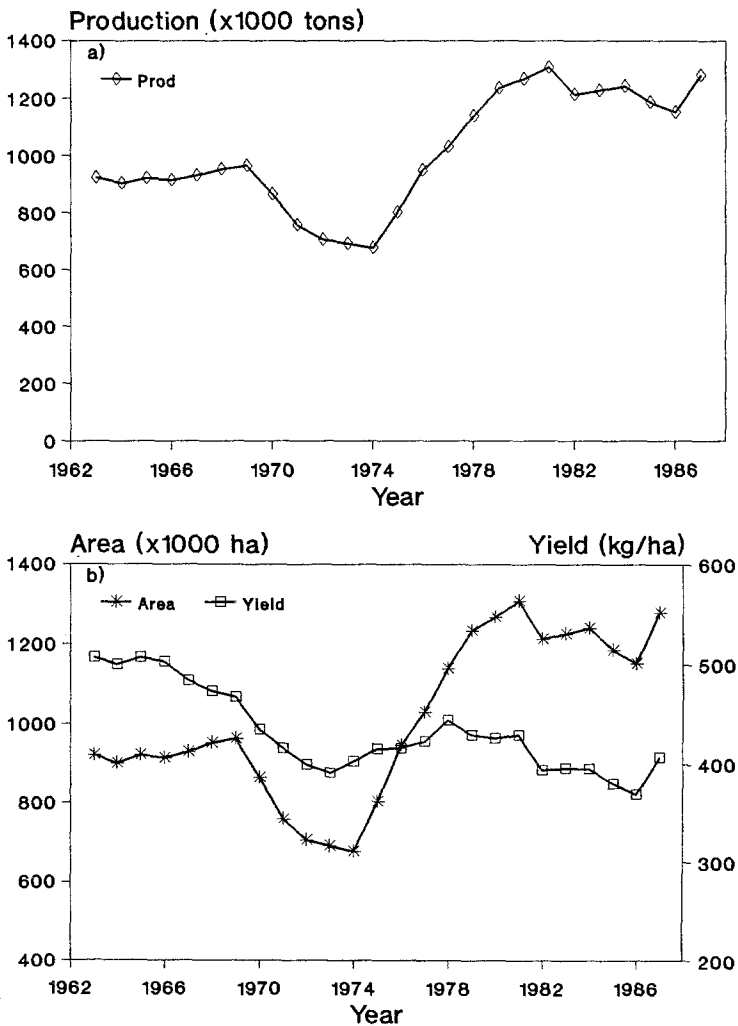 Production (x1000 tons)
1400
a)
Prod
1200
1000
800
600
400
200
0
1962 1966 1970 1974 1978 1982 1986
Year
Area (x1000 ha) Yield (kg/ha)
1400 600
b)
Area Yield
1200
500
1000
400
800
300
600
400 200
1962 1966 1970 1974 1978 1982 1986
Year